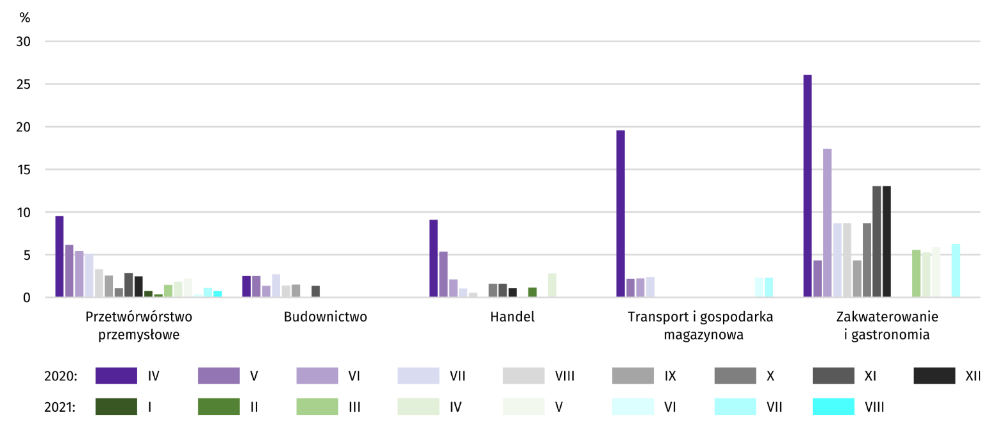 %
30
25
20
15
10
5
0
Przetwórwórstwo
przemysłowe
Budownictwo
Handel
Transport i gospodarka
magazynowa
Zakwaterowanie
i gastronomia
2020: IV V VI VII VIII IX X XI XII
2021: I II III IV V VI VII VIII